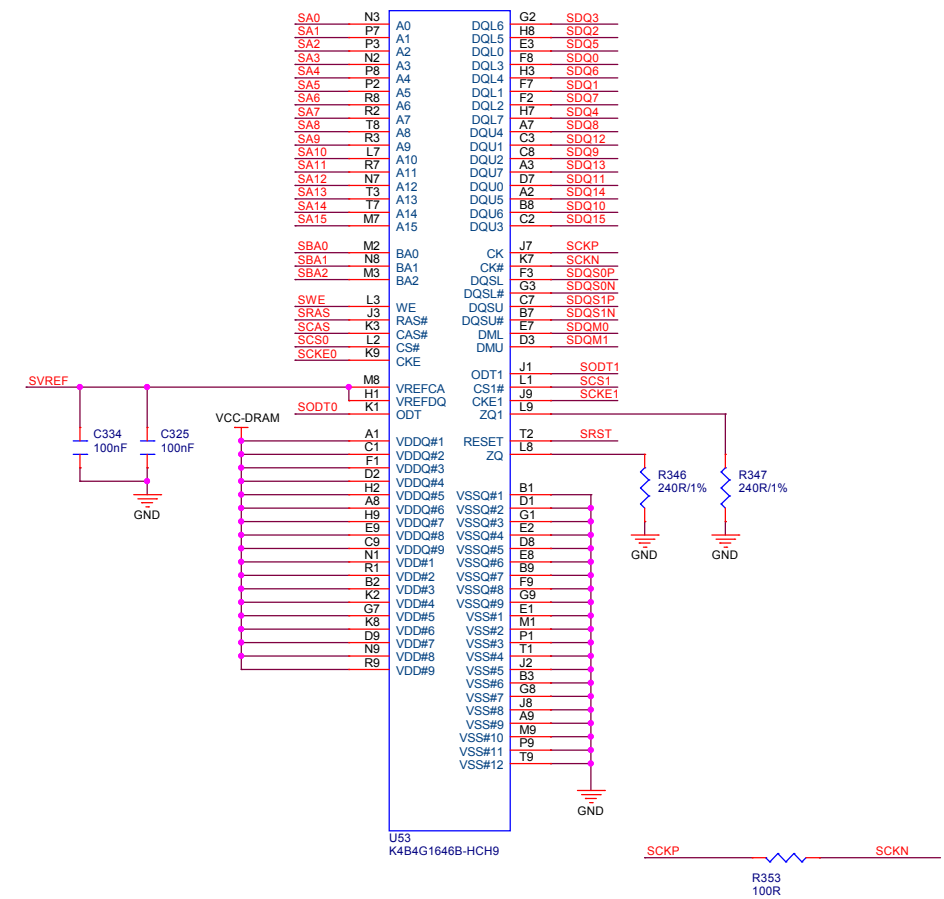 SA0 N3 A0 DQL6 G2 SDQ3
SA1 P7 A1 DQL5 H8 SDQ2
SA2 P3 A2 DQL0 E3 SDQ5
SA3 N2 A3 DQL3 F8 SDQ0
SA4 P8 A4 DQL4 H3 SDQ6
SA5 P2 A5 DQL1 F7 SDQ1
SA6 R8 A6 DQL2 F2 SDQ7
SA7 R2 A7 DQL7 H7 SDQ4
SA8 T8 A8 DQU4 A7 SDQ8
SA9 R3 A9 DQU1 C3 SDQ12
SA10 L7 A10 DQU2 C8 SDQ9
SA11 R7 A11 DQU7 A3 SDQ13
SA12 N7 A12 DQU0 D7 SDQ11
SA13 T3 A13 DQU5 A2 SDQ14
SA14 T7 A14 DQU6 B8 SDQ10
SA15 M7 A15 DQU3 C2 SDQ15
SBA0 M2 BA0 CK J7 SCKP
SBA1 N8 BA1 CK# K7 SCKN
SBA2 M3 BA2 DQSL F3 SDQS0P
DQSL# G3 SDQS0N
SWE L3 WE DQSU C7 SDQS1P
SRAS J3 RAS# DQSU# B7 SDQS1N
SCAS K3 CAS# DML E7 SDQM0
SCS0 L2 CS# DMU D3 SDQM1
SCKE0 K9 CKE
ODT1 J1 SODT1
SVREF M8 VREFCA CS1# L1 SCS1
H1 VREFDQ CKE1 J9 SCKE1
SODT0 K1 ODT ZQ1 L9
VCC-DRAM
A1 VDDQ#1 RESET T2 SRST
C1 VDDQ#2 ZQ L8
F1 VDDQ#3
D2 VDDQ#4
H2 VDDQ#5 VSSQ#1 B1
A8 VDDQ#6 VSSQ#2 D1
H9 VDDQ#7 VSSQ#3 G1
E9 VDDQ#8 VSSQ#4 E2
C9 VDDQ#9 VSSQ#5 D8
N1 VDD#1 VSSQ#6 E8
R1 VDD#2 VSSQ#7 B9
B2 VDD#3 VSSQ#8 F9
K2 VDD#4 VSSQ#9 G9
G7 VDD#5 VSS#1 E1
K8 VDD#6 VSS#2 M1
D9 VDD#7 VSS#3 P1
N9 VDD#8 VSS#4 T1
R9 VDD#9 VSS#5 J2
VSS#6 B3
VSS#7 G8
VSS#8 J8
VSS#9 A9
VSS#10 M9
VSS#11 P9
VSS#12 T9
C334
100nF
C325
100nF
GND
R346
240R/1%
R347
240R/1%
GND
GND
GND
U53
K4B4G1646B-HCH9
SCKP SCKN
R353
100R